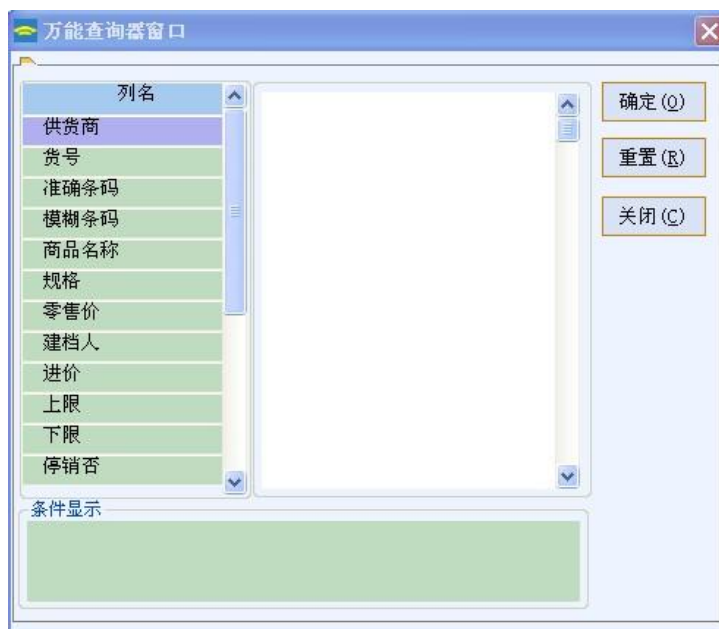 万能查询器窗口
列名
供货商
货号
准确条码
模糊条码
商品名称
规格
零售价
建档人
进价
上限
下限
停销否
确定(O)
重置(R)
关闭(C)
条件显示